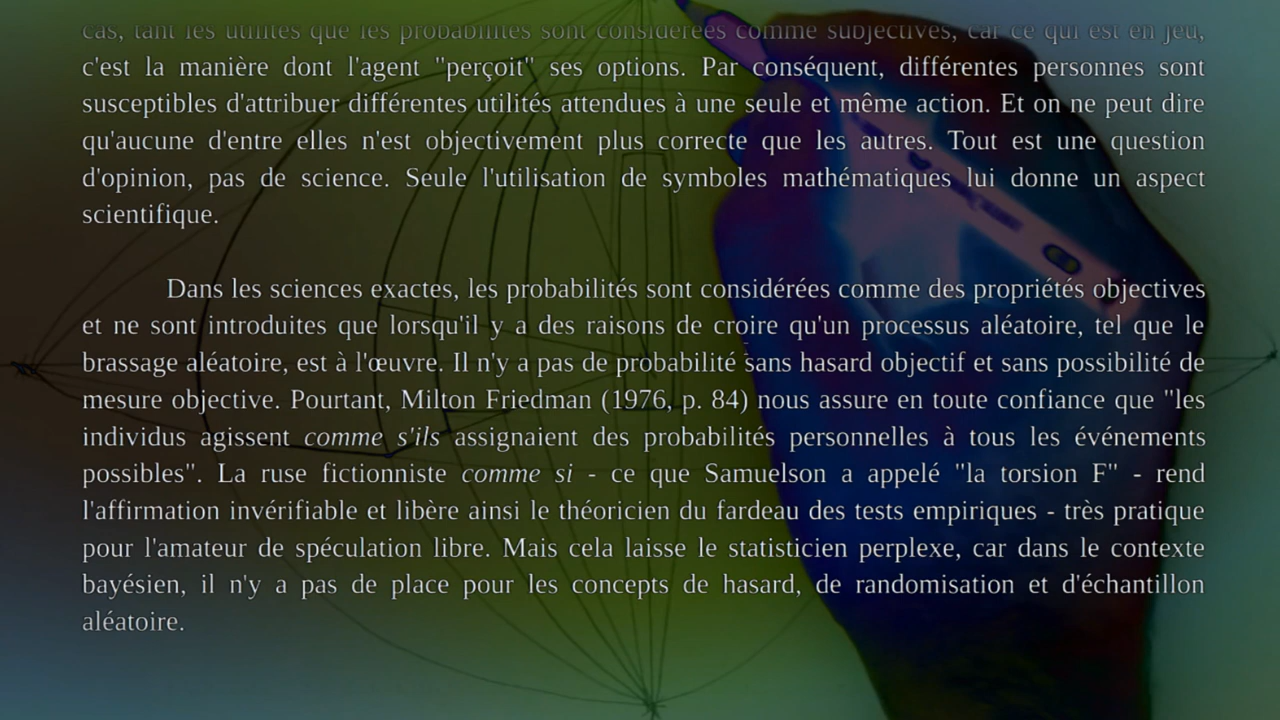 cas, tant les utilités que les probabilités sont considérées comme subjectives, car ce qui est en jeu,
c'est la manière dont l'agent "perçoit" ses options. Par conséquent, différentes personnes sont
susceptibles d'attribuer différentes utilités attendues à une seule et même action. Et on ne peut dire
qu'aucune d'entre elles n'est objectivement plus correcte que les autres. Tout est une question
d'opinion, pas de science. Seule l'utilisation de symboles mathématiques lui donne un aspect
scientifique.
Dans les sciences exactes, les probabilités sont considérées comme des propriétés objectives
et ne sont introduites que lorsqu'il y a des raisons de croire qu'un processus aléatoire, tel que le
brassage aléatoire, est à l'œuvre. Il n'y a pas de probabilité sans hasard objectif et sans possibilité de
mesure objective. Pourtant, Milton Friedman (1976, p. 84) nous assure en toute confiance que "les
individus agissent comme s'ils assignaient des probabilités personnelles à tous les événements
possibles". La ruse fictionniste comme si - ce que Samuelson a appelé "la torsion F" - rend
l'affirmation invérifiable et libère ainsi le théoricien du fardeau des tests empiriques - très pratique
pour l'amateur de spéculation libre. Mais cela laisse le statisticien perplexe, car dans le contexte
bayésien, il n'y a pas de place pour les concepts de hasard, de randomisation et d'échantillon
aléatoire.